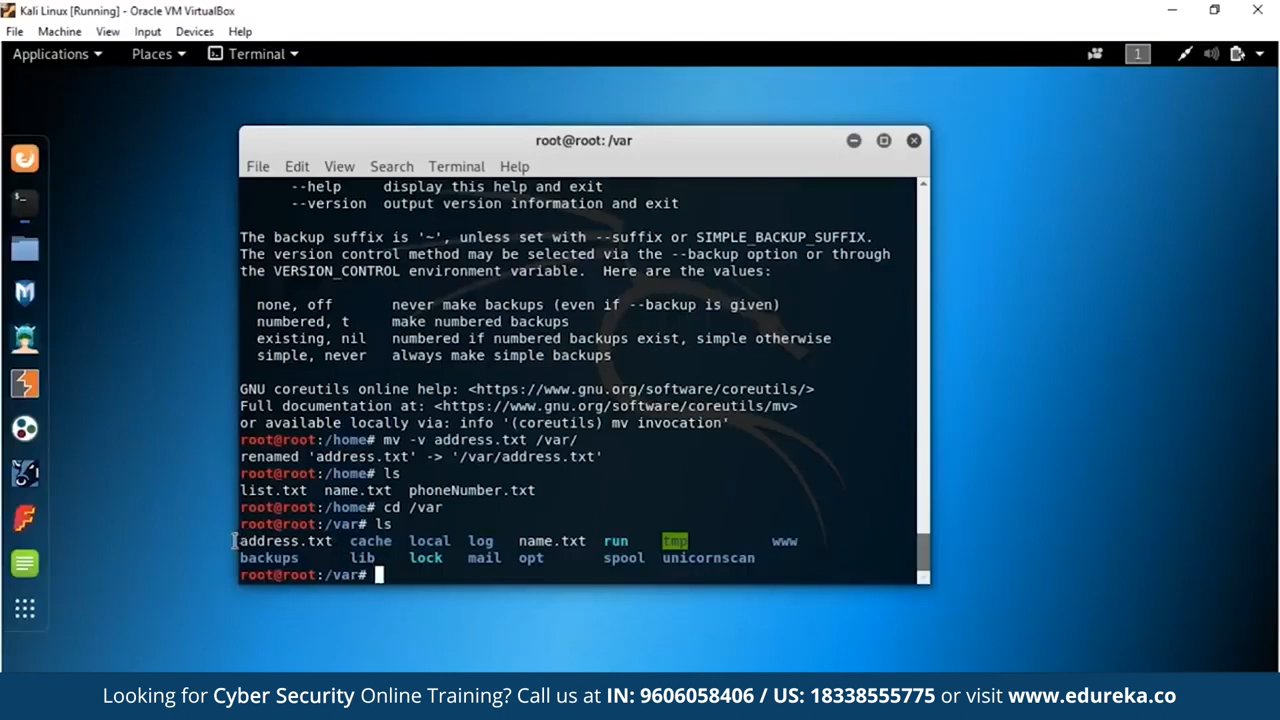 Kali Linux [Running] - Oracle VM VirtualBox
File Machine View Input Devices Help
Applications Places Terminal 1
root@root: /var
File Edit View Search Terminal Help
--help display this help and exit
--version output version information and exit
The backup suffix is '~', unless set with --suffix or SIMPLE_BACKUP_SUFFIX.
The version control method may be selected via the --backup option or through
the VERSION_CONTROL environment variable. Here are the values:
none, off never make backups (even if --backup is given)
numbered, t make numbered backups
existing, nil numbered if numbered backups exist, simple otherwise
simple, never always make simple backups
GNU coreutils online help: <https://www.gnu.org/software/coreutils/>
Full documentation at: <https://www.gnu.org/software/coreutils/mv>
or available locally via: info '(coreutils) mv invocation'
root@root:/home# mv -v address.txt /var/
renamed 'address.txt' -> '/var/address.txt'
root@root:/home# ls
list.txt name.txt phoneNumber.txt
root@root:/home# cd /var
root@root:/var# ls
address.txt cache local log name.txt run tmp www
backups lib lock mail opt spool unicornscan
root@root:/var#
Looking for Cyber Security Online Training? Call us at IN: 9606058406 / US: 18338555775 or visit www.edureka.co